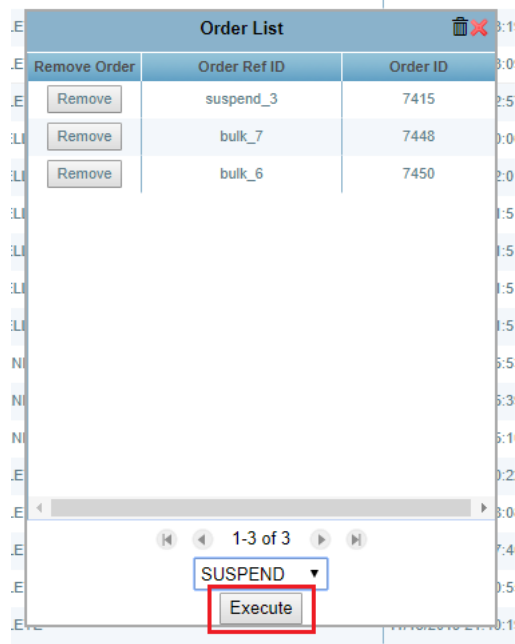 Order List
Remove Order Order Ref ID Order ID
Remove suspend_3 7415
Remove bulk_7 7448
Remove bulk_6 7450
1-3 of 3
SUSPEND
Execute